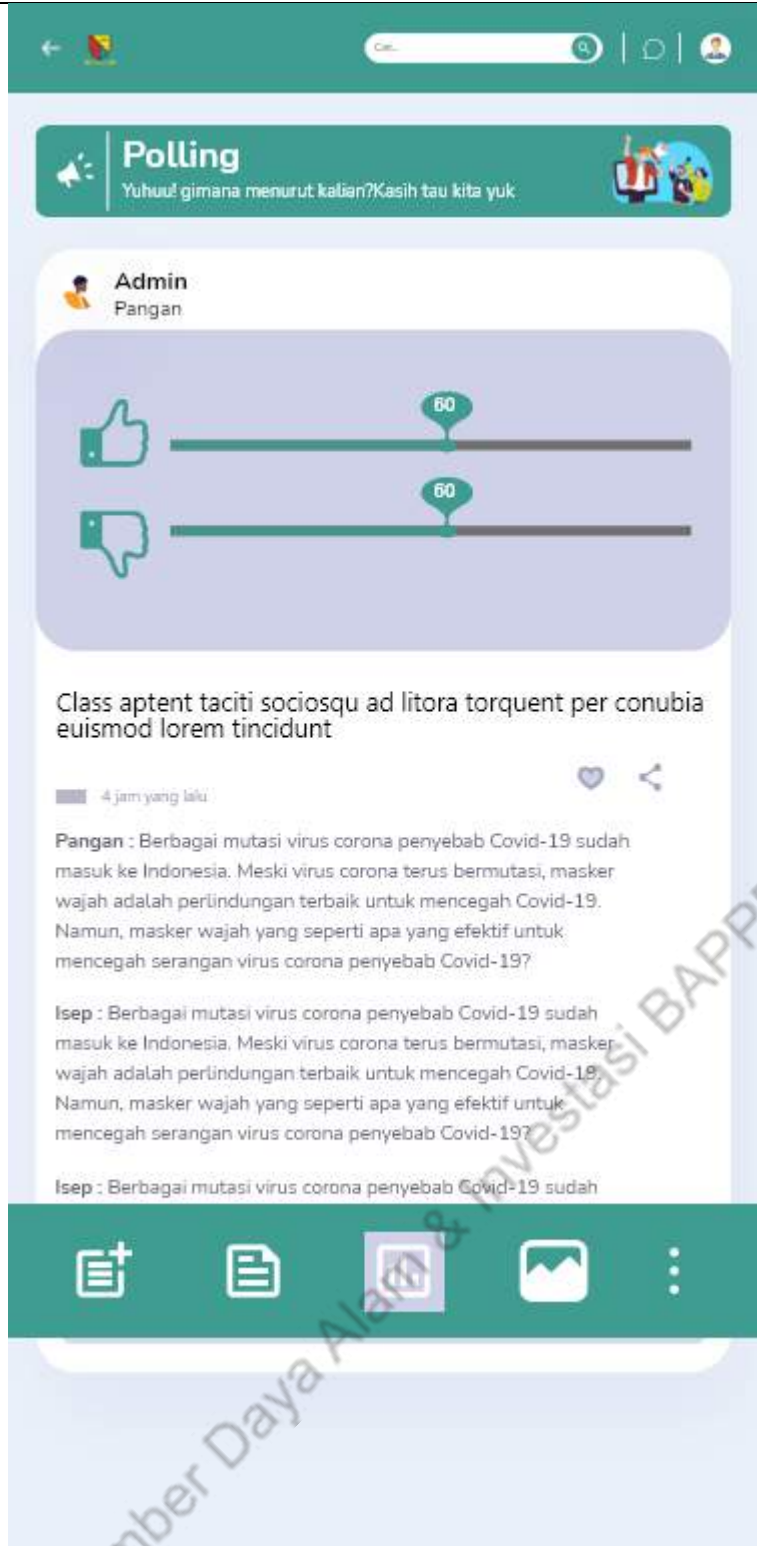 Cari...
Polling
Yuhuu! gimana menurut kalian?Kasih tau kita yuk
Admin
Pangan
60
60
Class aptent taciti sociosqu ad litora torquent per conubia
euismod lorem tincidunt
4 jam yang lalu
Pangan : Berbagai mutasi virus corona penyebab Covid-19 sudah
masuk ke Indonesia. Meski virus corona terus bermutasi, masker
wajah adalah perlindungan terbaik untuk mencegah Covid-19.
Namun, masker wajah yang seperti apa yang efektif untuk
mencegah serangan virus corona penyebab Covid-19?
Isep : Berbagai mutasi virus corona penyebab Covid-19 sudah
masuk ke Indonesia. Meski virus corona terus bermutasi, masker
wajah adalah perlindungan terbaik untuk mencegah Covid-19.
Namun, masker wajah yang seperti apa yang efektif untuk
mencegah serangan virus corona penyebab Covid-19?
Isep : Berbagai mutasi virus corona penyebab Covid-19 sudah
Daya Alam & Investasi